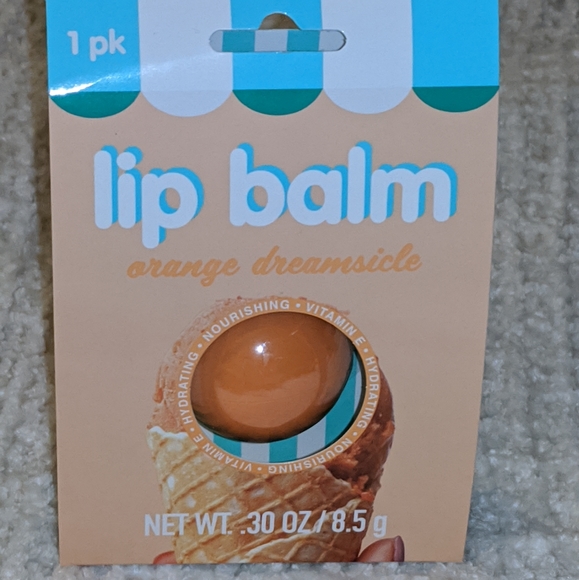 1 pk
lip balm
orange dreamsicle
NOURISHING • VITAMIN E • HYDRATING • NOURISHING • VITAMIN E • HYDRATING •
NET WT. .30 OZ/8.5 g